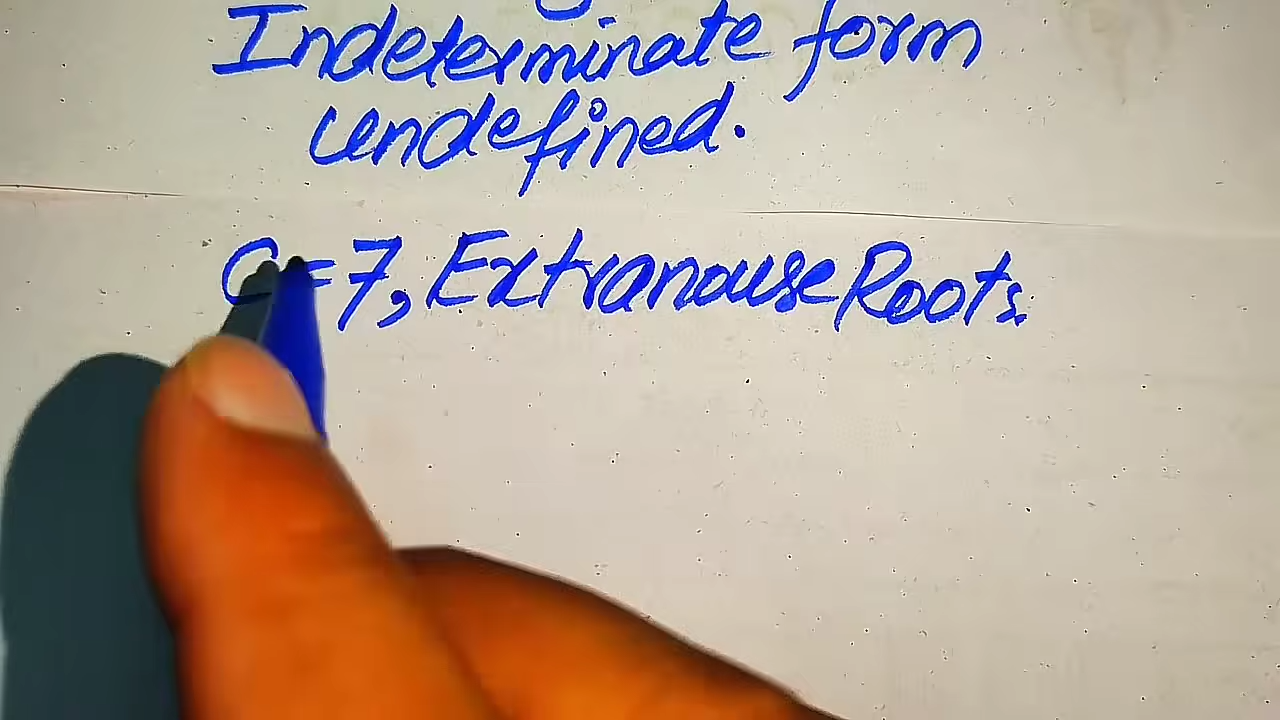 Indeterminate form
undefined.
C=7, Extranouse Roots.